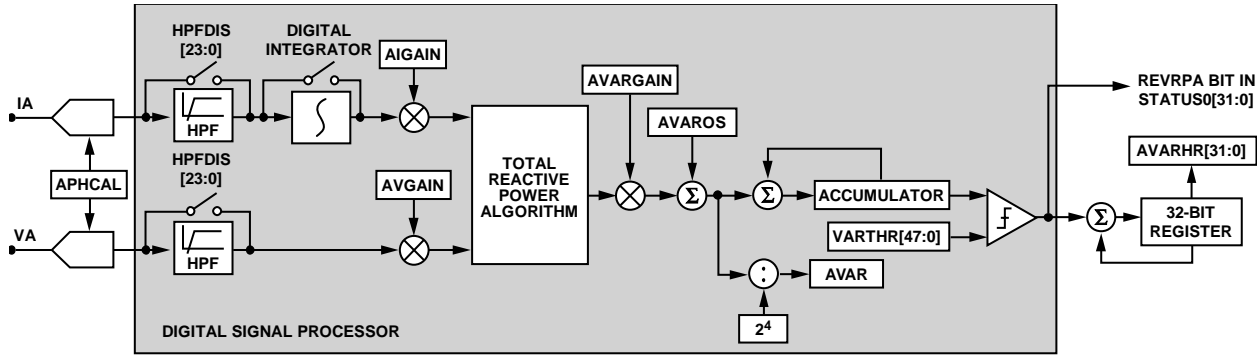 HPFDIS
[23:0]
DIGITAL
INTEGRATOR
AIGAIN
IA
HPF
APHCAL
HPFDIS
[23:0]
AVGAIN
VA
HPF
TOTAL
REACTIVE
POWER
ALGORITHM
AVARGAIN
AVAROS
Σ
Σ
ACCUMULATOR
VARTHR[47:0]
:
AVAR
2⁴
DIGITAL SIGNAL PROCESSOR
REVRPA BIT IN
STATUS0[31:0]
AVARHR[31:0]
Σ
32-BIT
REGISTER